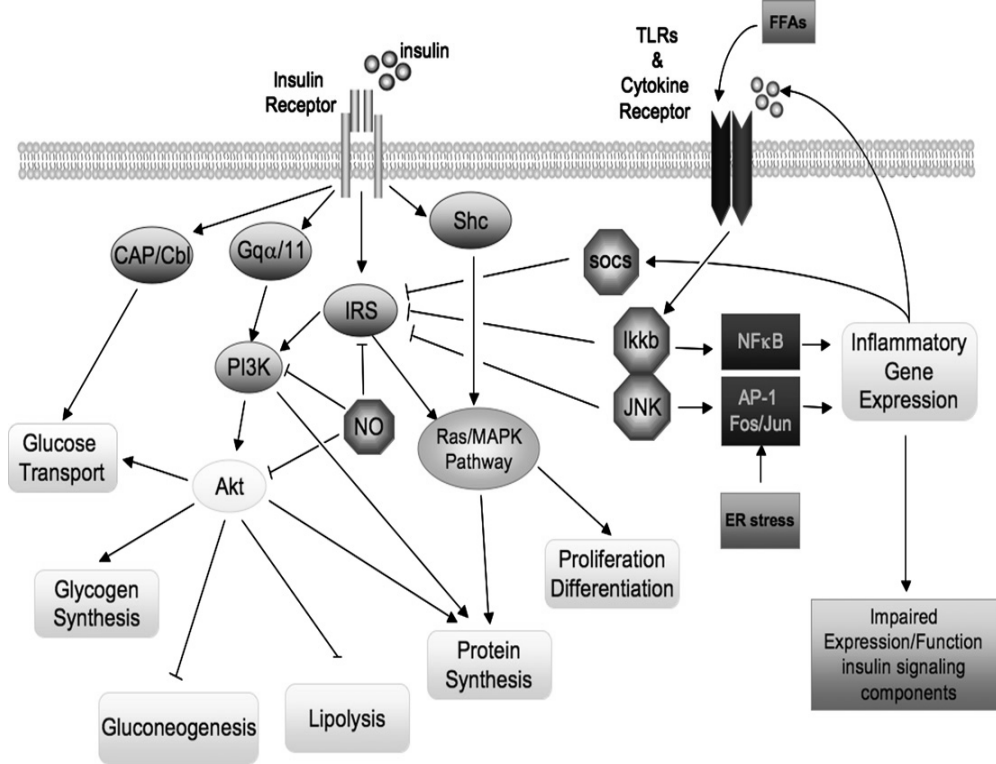 FFAs
TLRs
&
Cytokine
Receptor
insulin
Insulin
Receptor
Shc
CAP/Cbl
Gqα/11
SOCS
IRS
Ikkb
NFκB
Inflammatory
Gene
Expression
PI3K
JNK
AP-1
Fos/Jun
NO
Ras/MAPK
Pathway
Glucose
Transport
Akt
ER stress
Proliferation
Differentiation
Glycogen
Synthesis
Protein
Synthesis
Impaired
Expression/Function
insulin signaling
components
Gluconeogenesis
Lipolysis